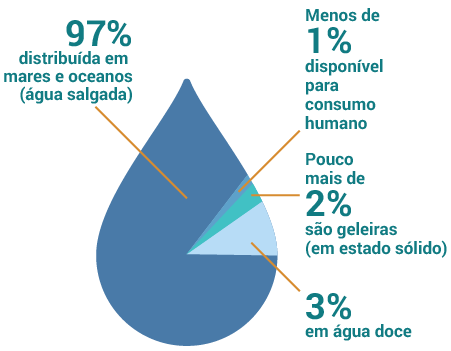 97%
distribuída em
mares e oceanos
(água salgada)
Menos de
1%
disponível
para
consumo
humano
Pouco
mais de
2%
são geleiras
(em estado sólido)
3%
em água doce